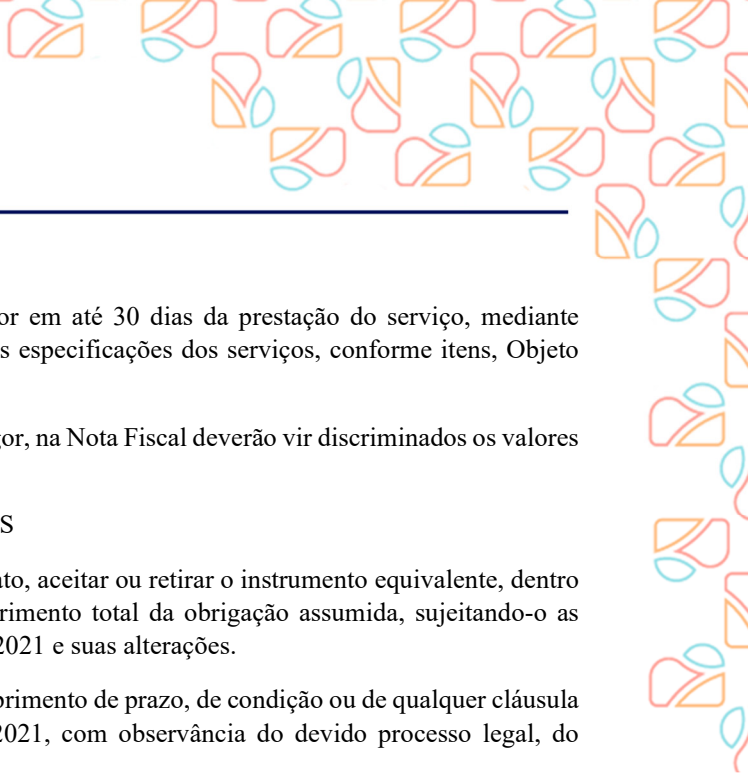 or em até 30 dias da prestação do serviço, mediante
s especificações dos serviços, conforme itens, Objeto
gor, na Nota Fiscal deverão vir discriminados os valores
S
ato, aceitar ou retirar o instrumento equivalente, dentro
rimento total da obrigação assumida, sujeitando-o as
2021 e suas alterações.
primento de prazo, de condição ou de qualquer cláusula
2021, com observância do devido processo legal, do